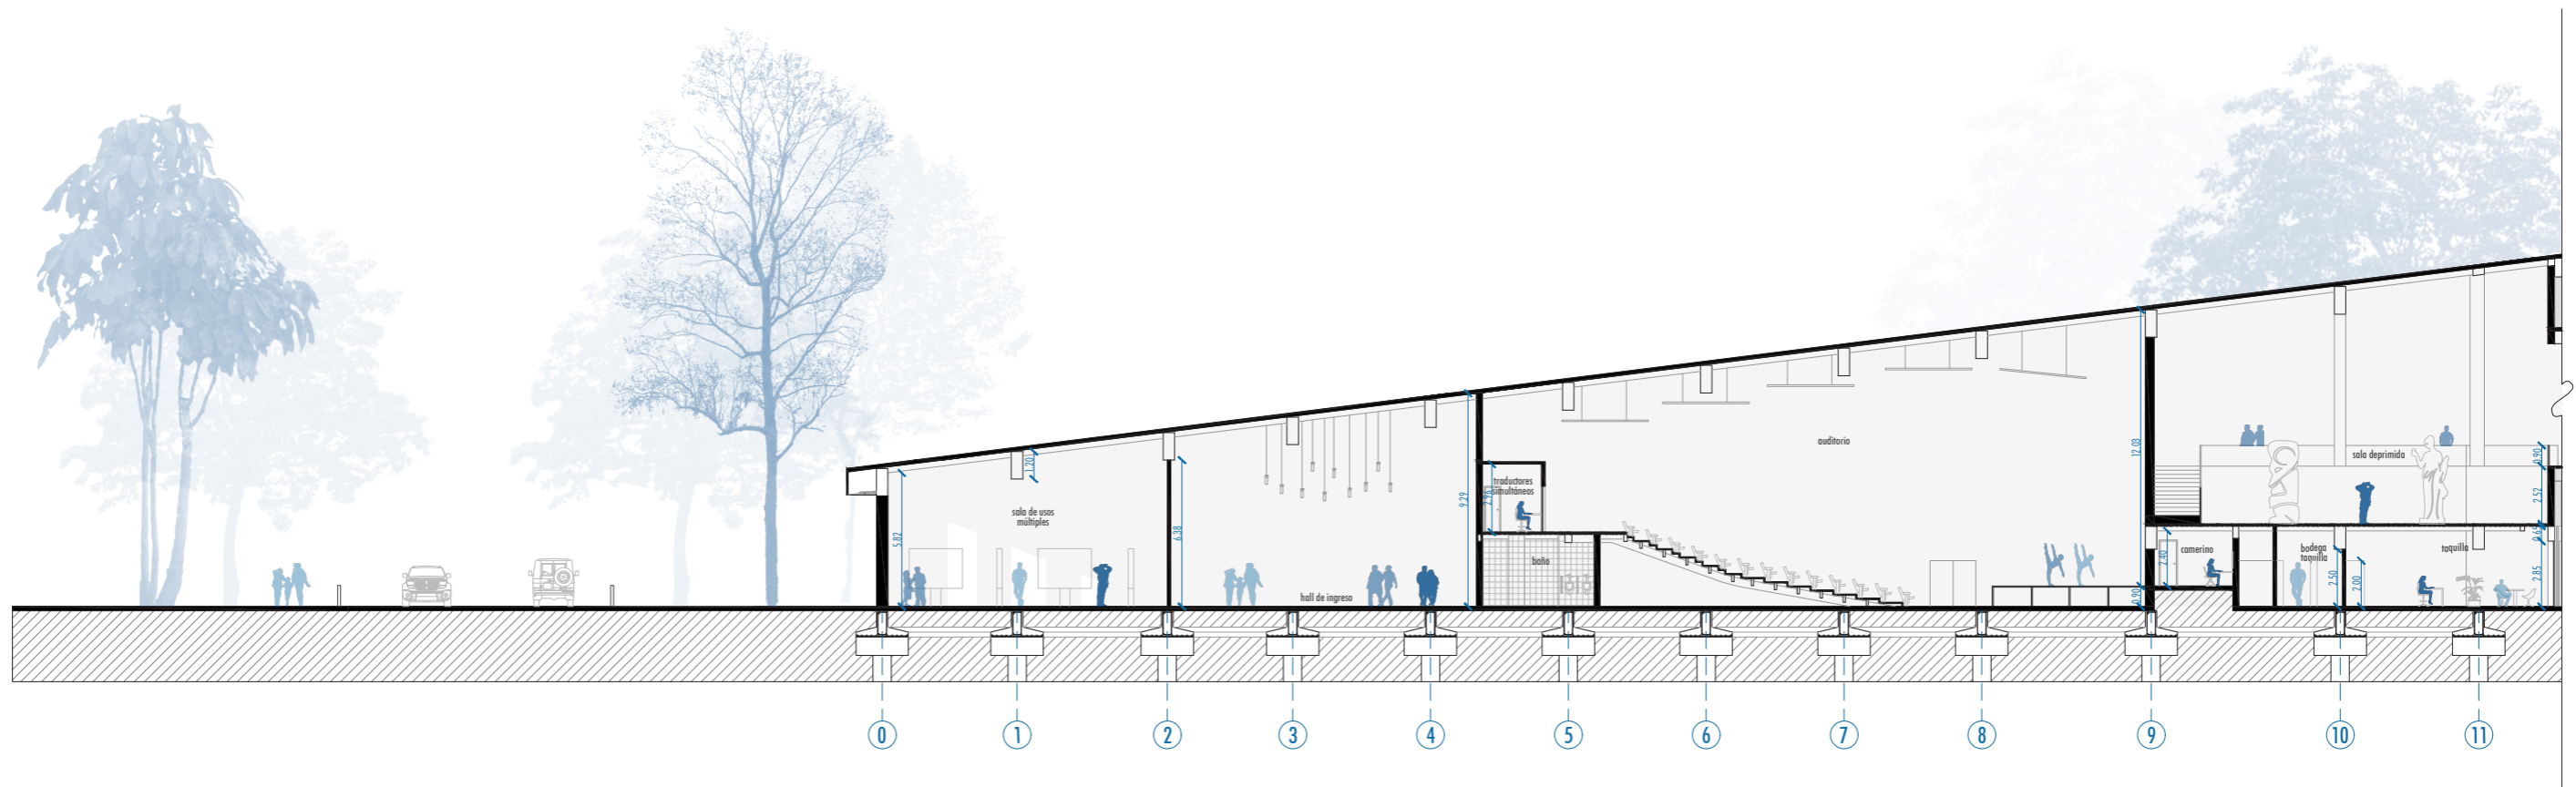 auditorio
sala deprimida
traductores
simultáneos
sala de usos
múltiples
baño
camerino
bodega
taquilla
taquilla
hall de ingreso
5.82
1.20
6.38
9.29
12.03
0.90
2.40
2.50
2.00
0.90
2.52
2.85
0
1
2
3
4
5
6
7
8
9
10
11